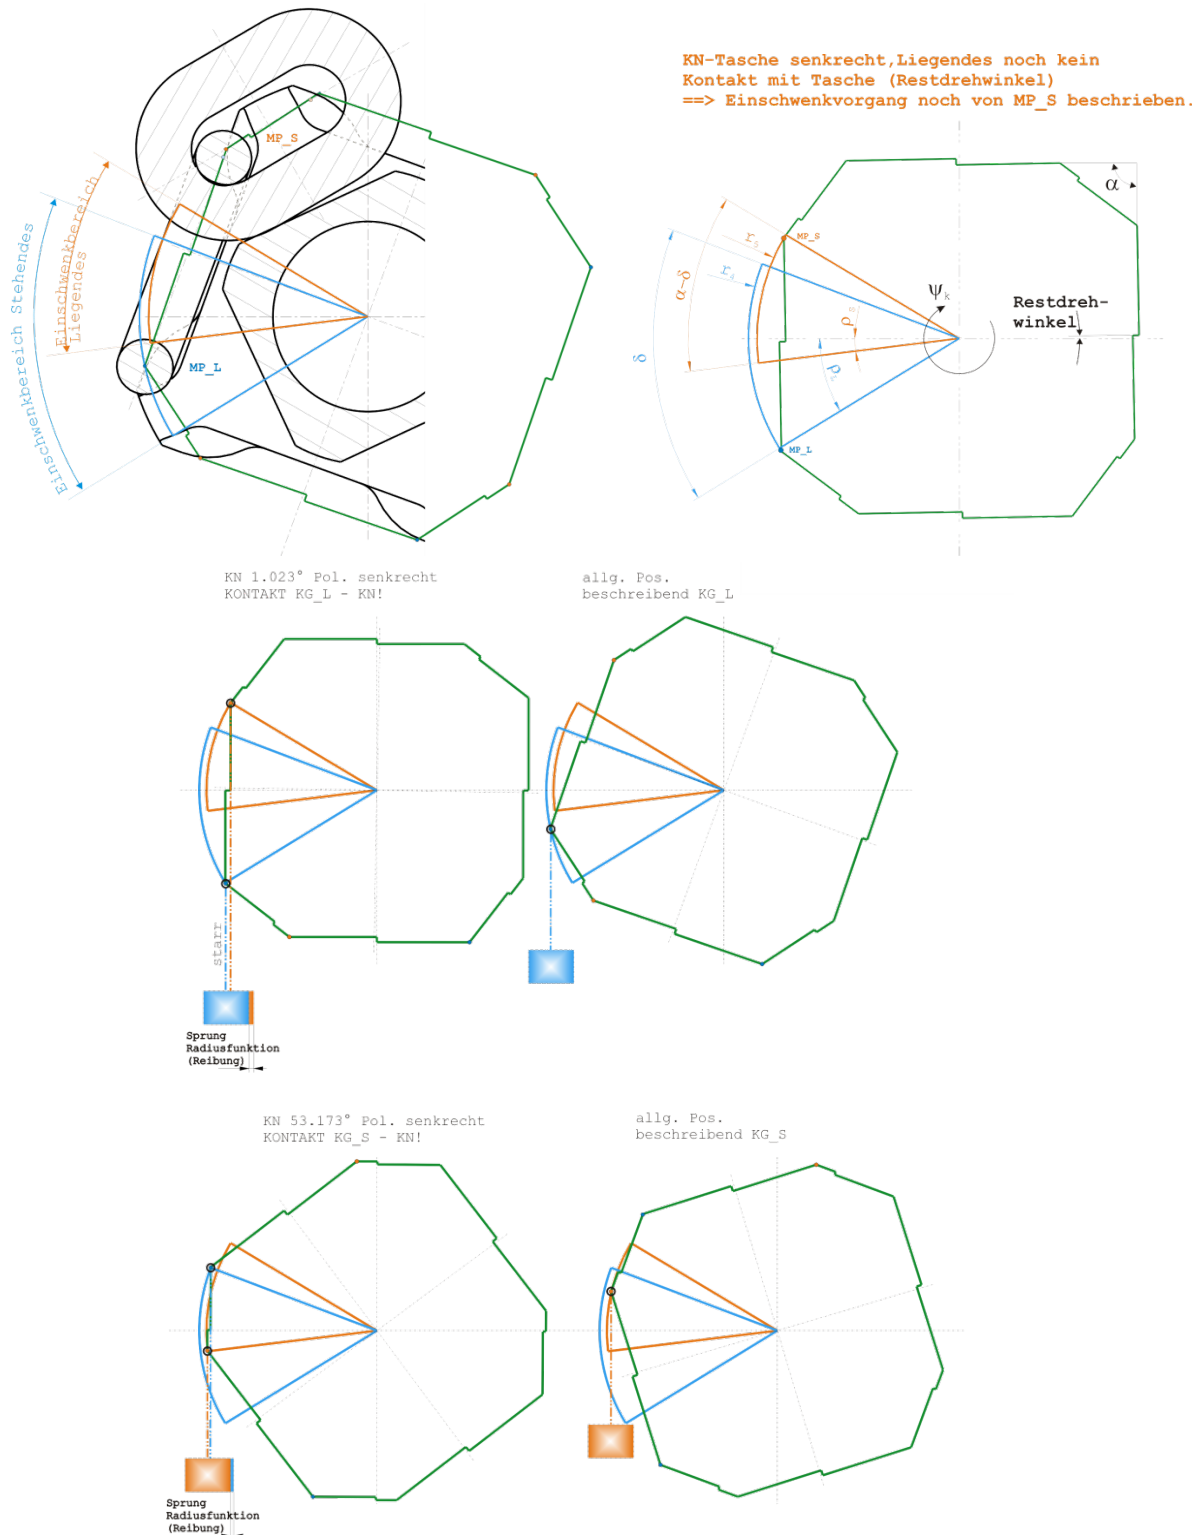 KN-Tasche senkrecht,Liegendes noch kein
Kontakt mit Tasche (Restdrehwinkel)
==> Einschwenkvorgang noch von MP_S beschrieben.
MP_S
MP_L
Einschwenkbereich
Liegendes
Einschwenkbereich Stehendes
α
MP_S
r_S
r_L
α-δ
δ
ρ_S
ρ_L
ψ_k
Restdreh-
winkel
MP_L
KN 1.023° Pol. senkrecht
KONTAKT KG_L - KN!
allg. Pos.
beschreibend KG_L
starr
Sprung
Radiusfunktion
(Reibung)
KN 53.173° Pol. senkrecht
KONTAKT KG_S - KN!
allg. Pos.
beschreibend KG_S
Sprung
Radiusfunktion
(Reibung)